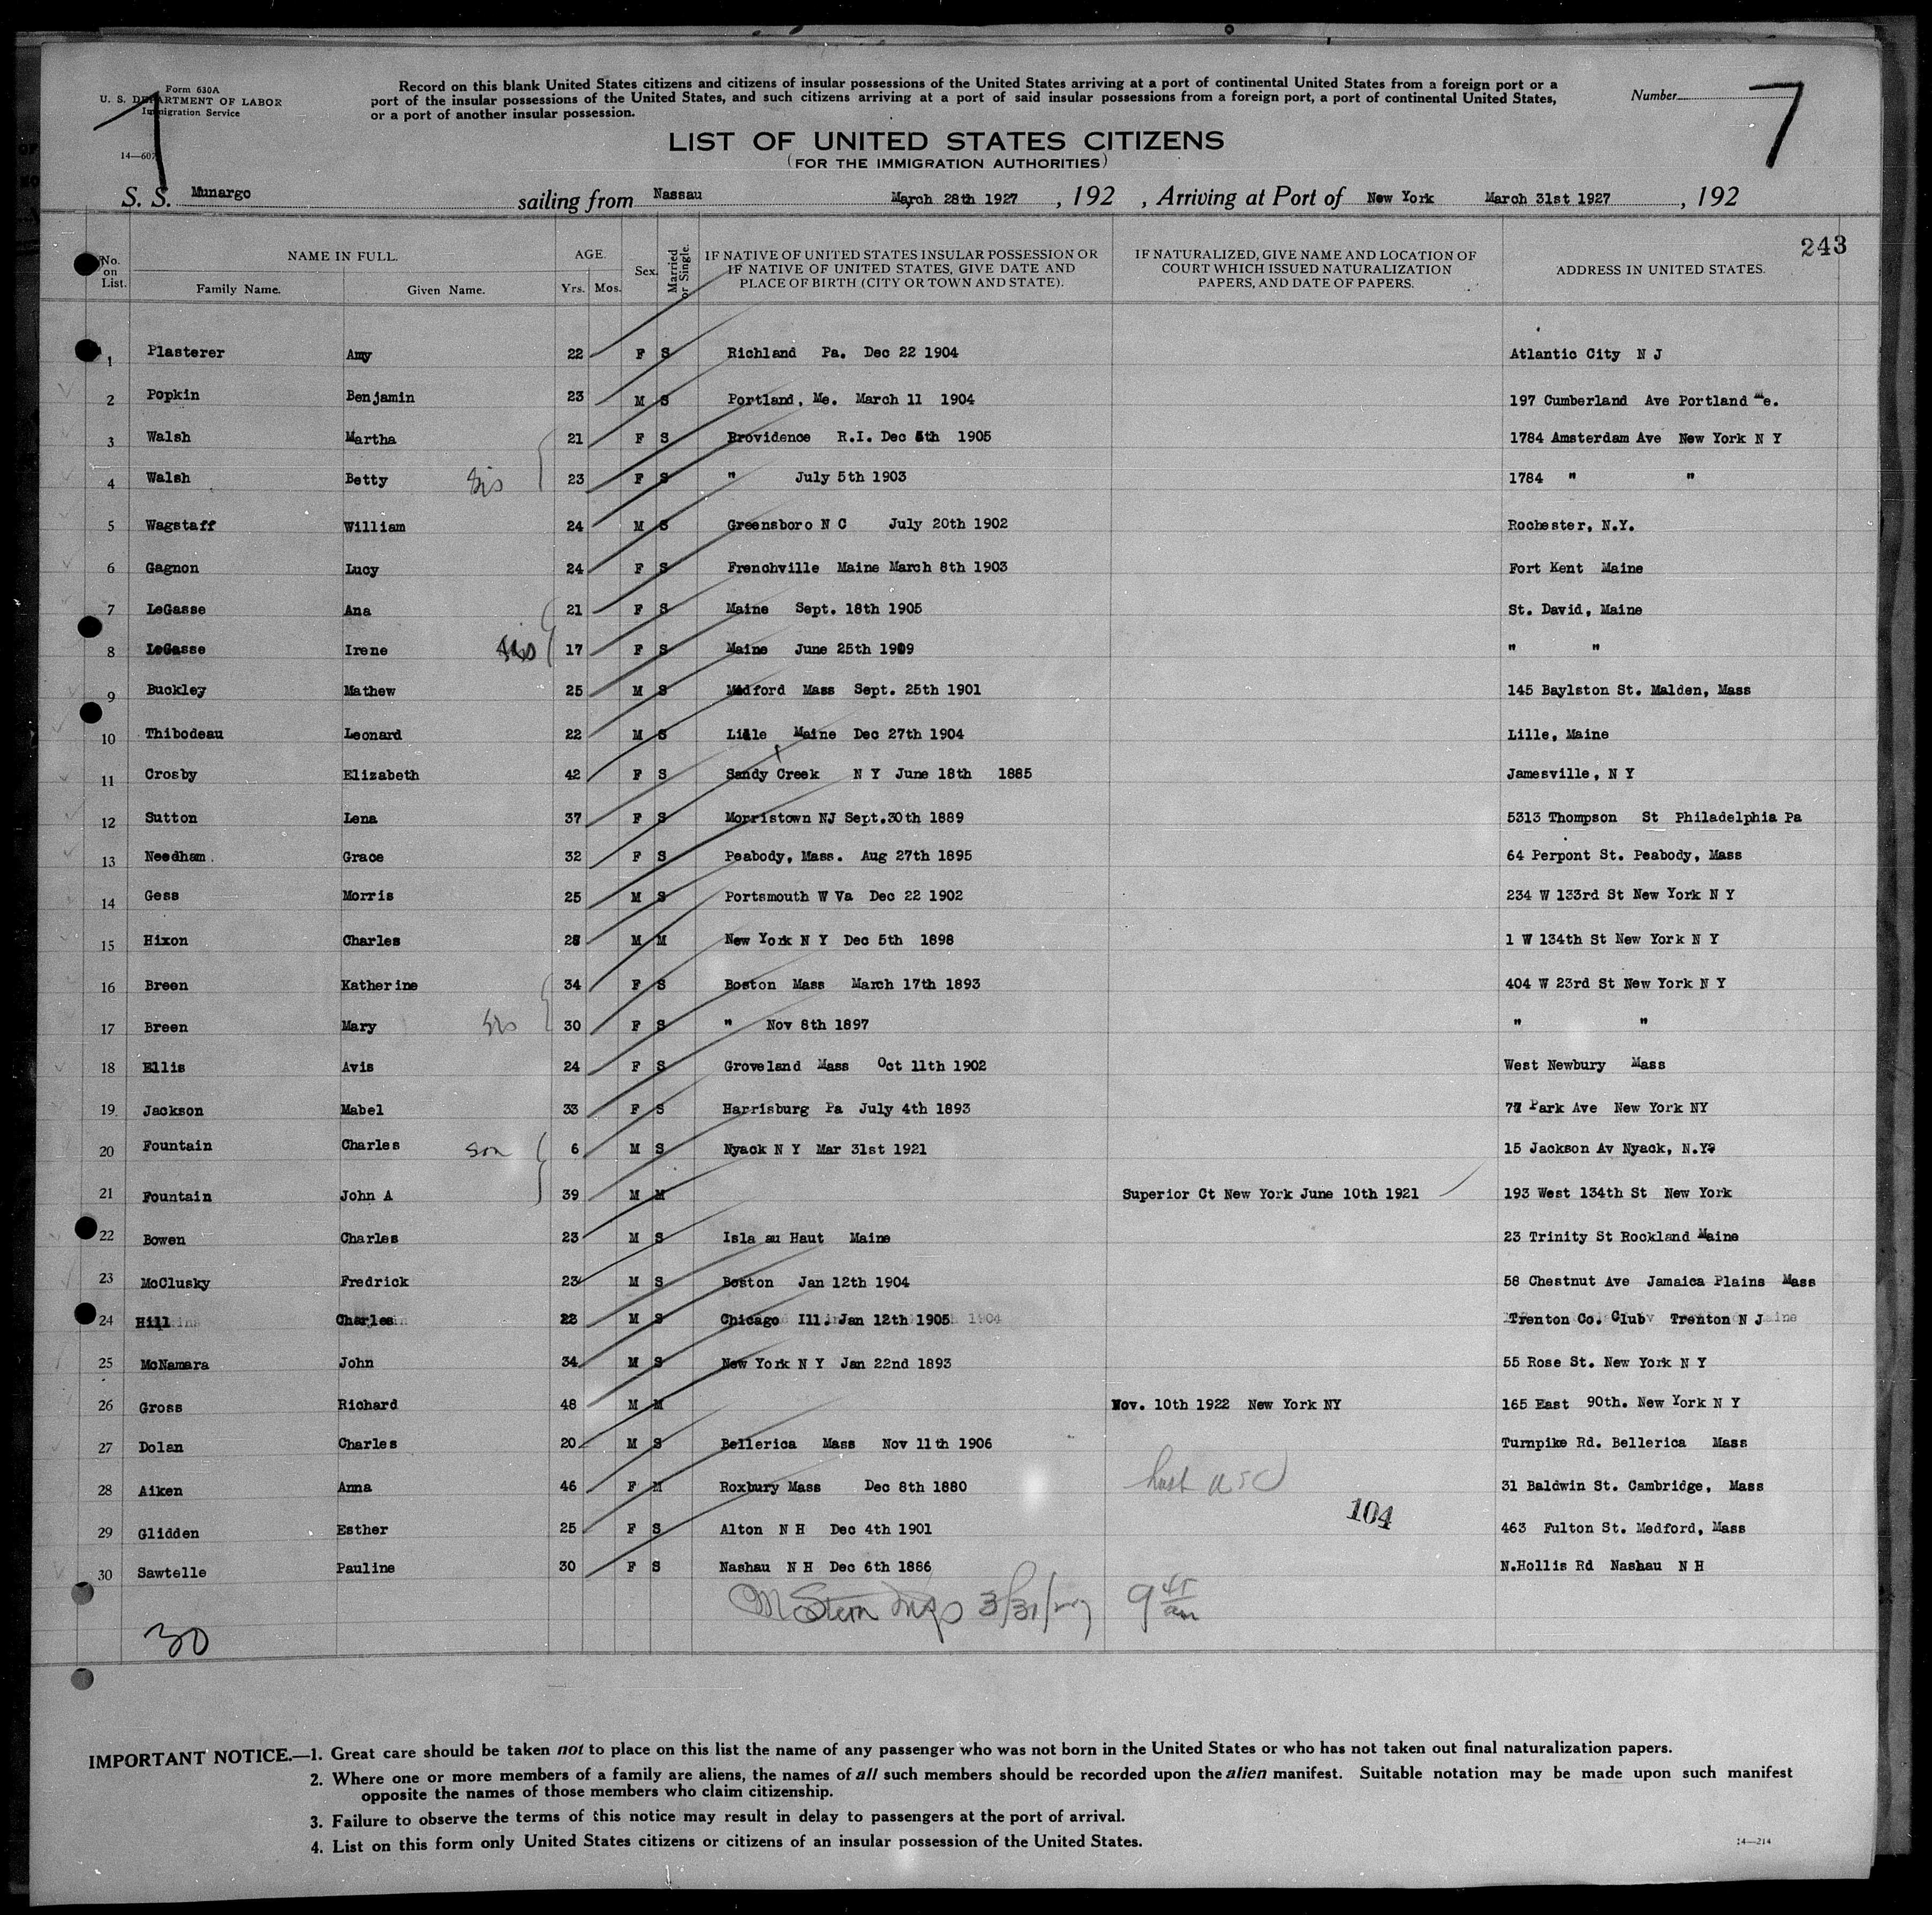 Form 630A
U. S. DEPARTMENT OF LABOR
Immigration Service
14—607
Record on this blank United States citizens and citizens of insular possessions of the United States arriving at a port of continental United States from a foreign port or a
port of the insular possessions of the United States, and such citizens arriving at a port of said insular possessions from a foreign port, a port of continental United States,
or a port of another insular possession.
Number
7
LIST OF UNITED STATES CITIZENS
(FOR THE IMMIGRATION AUTHORITIES)
S. S. Munargo sailing from Nassau March 28th 1927, 192 , Arriving at Port of New York March 31st 1927, 192
243
No. on List. NAME IN FULL. Family Name. Given Name. AGE. Yrs. Mos. Sex. Married or Single. IF NATIVE OF UNITED STATES INSULAR POSSESSION OR IF NATIVE OF UNITED STATES, GIVE DATE AND PLACE OF BIRTH (CITY OR TOWN AND STATE). IF NATURALIZED, GIVE NAME AND LOCATION OF COURT WHICH ISSUED NATURALIZATION PAPERS, AND DATE OF PAPERS. ADDRESS IN UNITED STATES.
1 Plasterer Amy 22 F S Richland Pa. Dec 22 1904 Atlantic City N J
2 Popkin Benjamin 23 M S Portland, Me. March 11 1904 197 Cumberland Ave Portland Me.
3 Walsh Martha 21 F S Providence R.I. Dec 5th 1905 1784 Amsterdam Ave New York N Y
4 Walsh Betty Sis 23 F S " July 5th 1903 1784 " "
5 Wagstaff William 24 M S Greensboro N C July 20th 1902 Rochester, N.Y.
6 Gagnon Lucy 24 F S Frenchville Maine March 8th 1903 Fort Kent Maine
7 LeGasse Ana 21 F S Maine Sept. 18th 1905 St. David, Maine
8 LeGasse Irene Sis 17 F S Maine June 25th 1909 " "
9 Buckley Mathew 25 M S Medford Mass Sept. 25th 1901 145 Baylston St. Malden, Mass
10 Thibodeau Leonard 22 M S Lille Maine Dec 27th 1904 Lille, Maine
11 Crosby Elizabeth 42 F S Sandy Creek N Y June 18th 1885 Jamesville, N Y
12 Sutton Lena 37 F S Morristown NJ Sept.30th 1889 5313 Thompson St Philadelphia Pa
13 Needham. Grace 32 F S Peabody, Mass. Aug 27th 1895 64 Perpont St. Peabody, Mass
14 Gess Morris 25 M S Portsmouth W Va Dec 22 1902 234 W 133rd St New York N Y
15 Hixon Charles 28 M M New York N Y Dec 5th 1898 1 W 134th St New York N Y
16 Breen Katherine 34 F S Boston Mass March 17th 1893 404 W 23rd St New York N Y
17 Breen Mary Sis 30 F S " Nov 8th 1897 " "
18 Ellis Avis 24 F S Groveland Mass Oct 11th 1902 West Newbury Mass
19 Jackson Mabel 33 F S Harrisburg Pa July 4th 1893 77 Park Ave New York NY
20 Fountain Charles son 6 M S Nyack N Y Mar 31st 1921 15 Jackson Av Nyack, N.Y
21 Fountain John A 39 M M Superior Ct New York June 10th 1921 193 West 134th St New York
22 Bowen Charles 23 M S Isla au Haut Maine 23 Trinity St Rockland Maine
23 McClusky Fredrick 23 M S Boston Jan 12th 1904 58 Chestnut Ave Jamaica Plains Mass
24 Hill Charles 22 M S Chicago Ill. Jan 12th 1905 Trenton Co. Club Trenton N J
25 McNamara John 34 M S New York N Y Jan 22nd 1893 55 Rose St. New York N Y
26 Gross Richard 48 M M Nov. 10th 1922 New York NY 165 East 90th. New York N Y
27 Dolan Charles 20 M S Bellerica Mass Nov 11th 1906 Turnpike Rd. Bellerica Mass
28 Aiken Anna 46 F M Roxbury Mass Dec 8th 1880 husb USC 31 Baldwin St. Cambridge, Mass
29 Glidden Esther 25 F S Alton N H Dec 4th 1901 104 463 Fulton St. Medford, Mass
30 Sawtelle Pauline 30 F S Nashau N H Dec 6th 1886 N.Hollis Rd Nashau N H
M Stern Insp 3/31/27 9 45 am
30
IMPORTANT NOTICE.—1. Great care should be taken not to place on this list the name of any passenger who was not born in the United States or who has not taken out final naturalization papers.
2. Where one or more members of a family are aliens, the names of all such members should be recorded upon the alien manifest. Suitable notation may be made upon such manifest
opposite the names of those members who claim citizenship.
3. Failure to observe the terms of this notice may result in delay to passengers at the port of arrival.
4. List on this form only United States citizens or citizens of an insular possession of the United States.
14—214